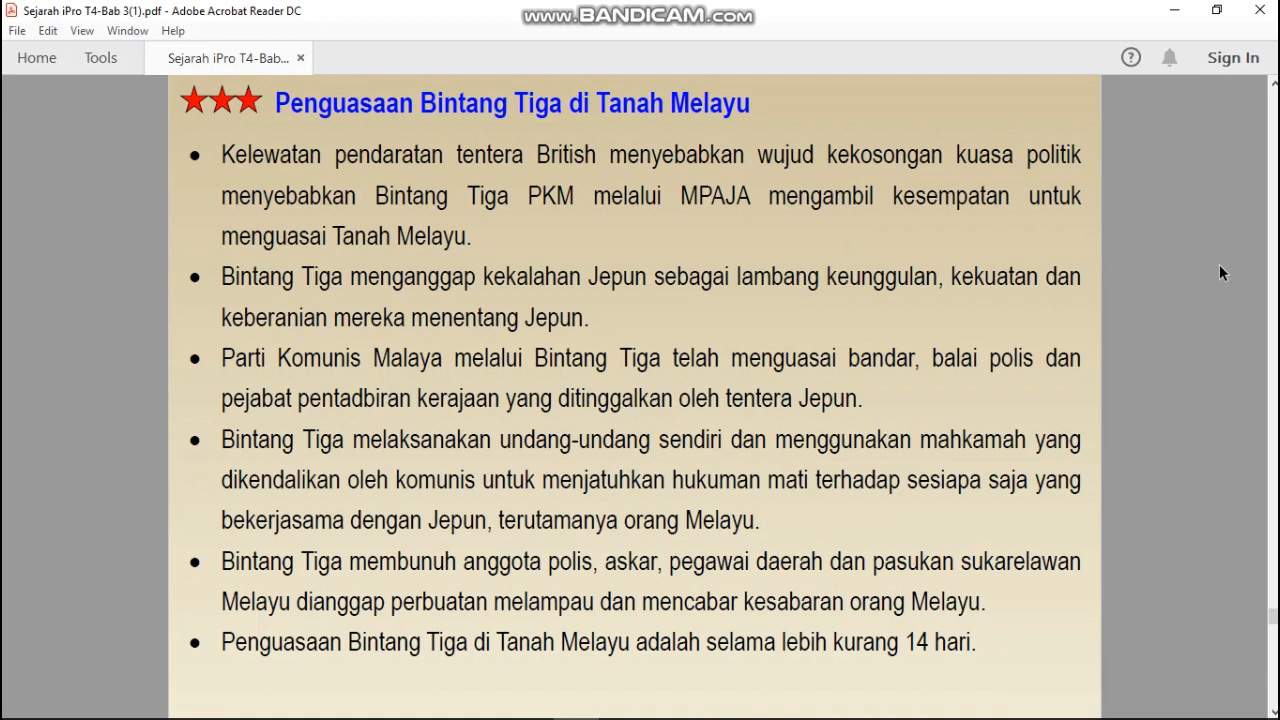 Sejarah iPro T4-Bab 3(1).pdf - Adobe Acrobat Reader DC
www.BANDICAM.com
File Edit View Window Help
Home Tools Sejarah iPro T4-Bab... × Sign In
Penguasaan Bintang Tiga di Tanah Melayu
• Kelewatan pendaratan tentera British menyebabkan wujud kekosongan kuasa politik
menyebabkan Bintang Tiga PKM melalui MPAJA mengambil kesempatan untuk
menguasai Tanah Melayu.
• Bintang Tiga menganggap kekalahan Jepun sebagai lambang keunggulan, kekuatan dan
keberanian mereka menentang Jepun.
• Parti Komunis Malaya melalui Bintang Tiga telah menguasai bandar, balai polis dan
pejabat pentadbiran kerajaan yang ditinggalkan oleh tentera Jepun.
• Bintang Tiga melaksanakan undang-undang sendiri dan menggunakan mahkamah yang
dikendalikan oleh komunis untuk menjatuhkan hukuman mati terhadap sesiapa saja yang
bekerjasama dengan Jepun, terutamanya orang Melayu.
• Bintang Tiga membunuh anggota polis, askar, pegawai daerah dan pasukan sukarelawan
Melayu dianggap perbuatan melampau dan mencabar kesabaran orang Melayu.
• Penguasaan Bintang Tiga di Tanah Melayu adalah selama lebih kurang 14 hari.